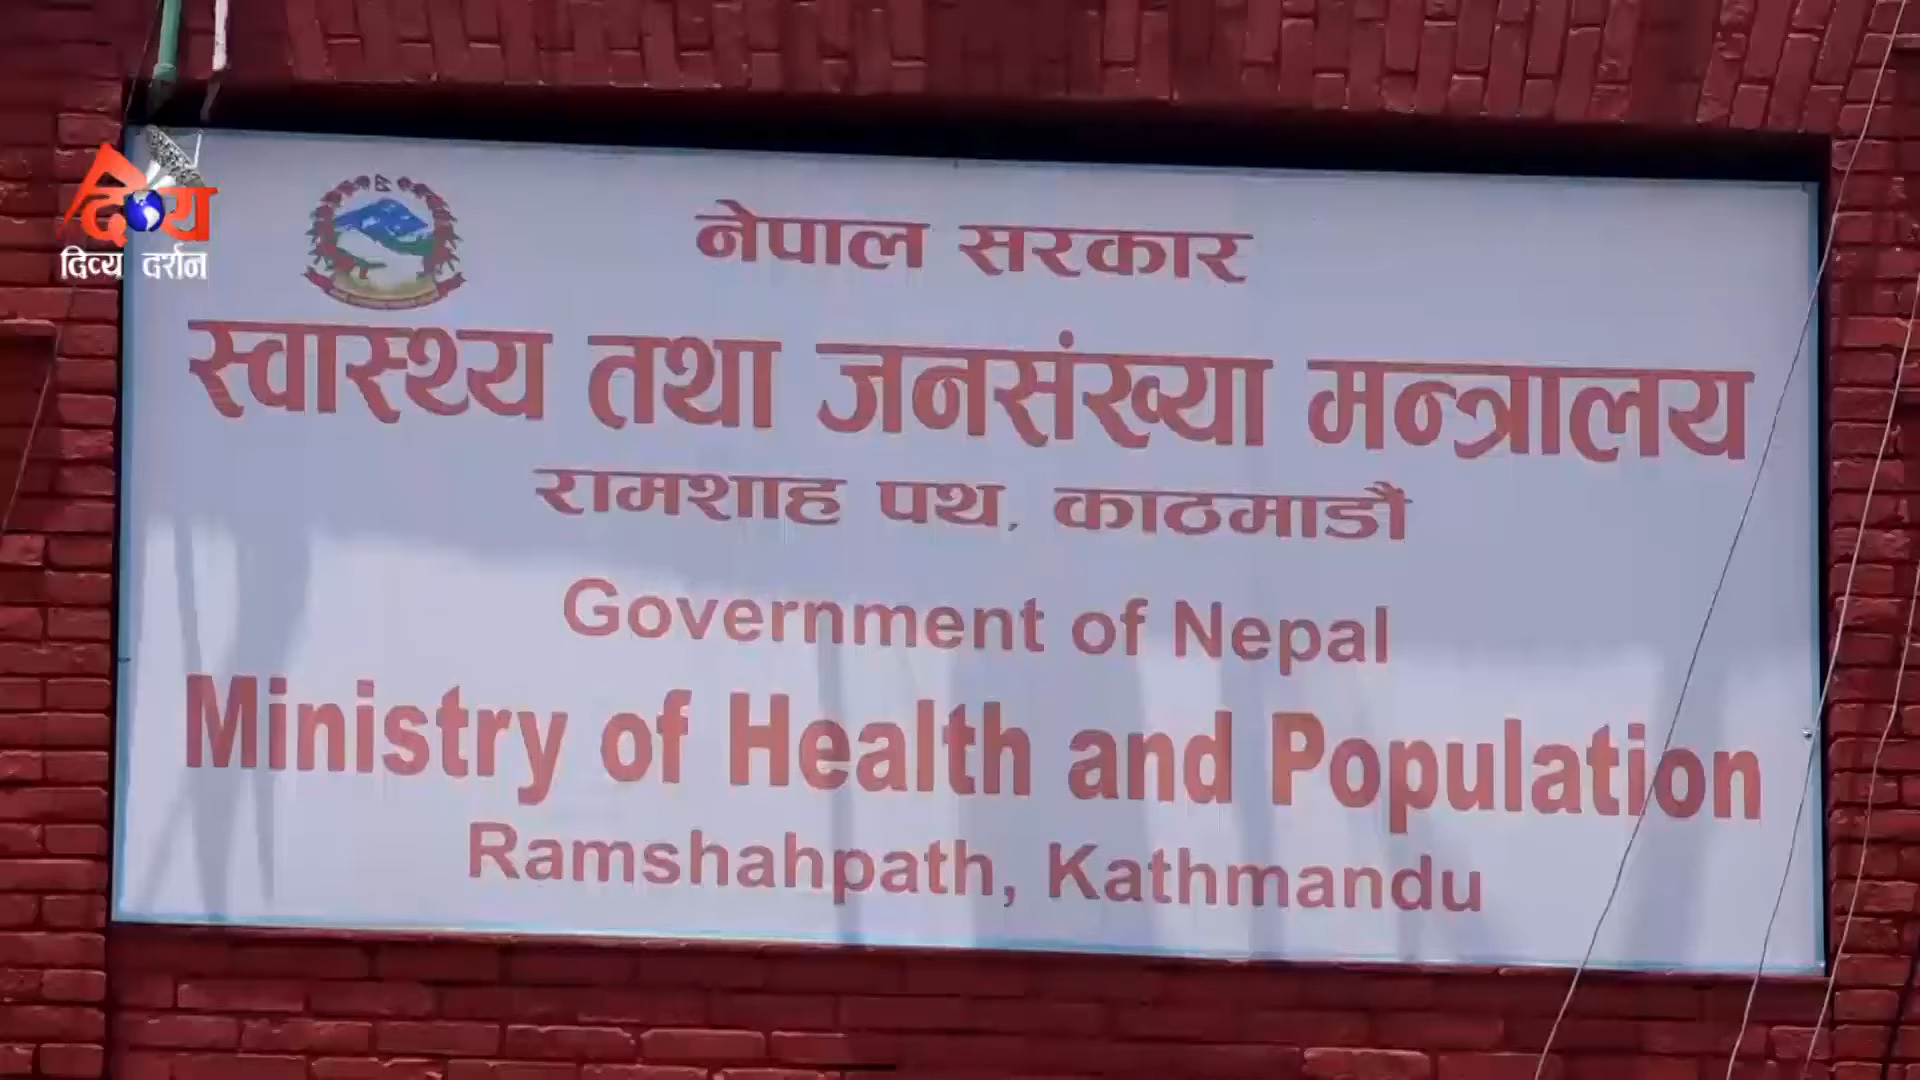 दिव्य
दिव्य दर्शन
नेपाल सरकार
स्वास्थ्य तथा जनसंख्या मन्त्रालय
रामशाह पथ, काठमाडौं
Government of Nepal
Ministry of Health and Population
Ramshahpath, Kathmandu